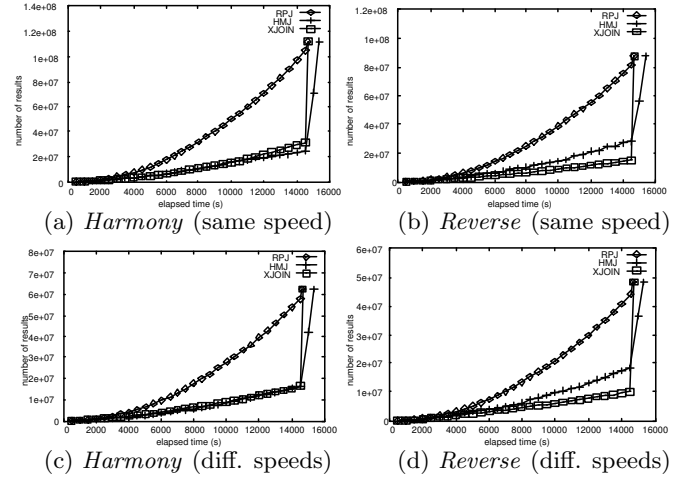 1.4e+08
1.2e+08
1e+08
8e+07
6e+07
4e+07
2e+07
0
number of results
RPJ
HMJ
XJOIN
0 2000 4000 6000 8000 10000 12000 14000 16000
elapsed time (s)
(a) Harmony (same speed)
1.2e+08
1e+08
8e+07
6e+07
4e+07
2e+07
0
number of results
RPJ
HMJ
XJOIN
0 2000 4000 6000 8000 10000 12000 14000 16000
elapsed time (s)
(b) Reverse (same speed)
8e+07
7e+07
6e+07
5e+07
4e+07
3e+07
2e+07
1e+07
0
number of results
RPJ
HMJ
XJOIN
0 2000 4000 6000 8000 10000 12000 14000 16000
elapsed time (s)
(c) Harmony (diff. speeds)
6e+07
5e+07
4e+07
3e+07
2e+07
1e+07
0
number of results
RPJ
HMJ
XJOIN
0 2000 4000 6000 8000 10000 12000 14000 16000
elapsed time (s)
(d) Reverse (diff. speeds)